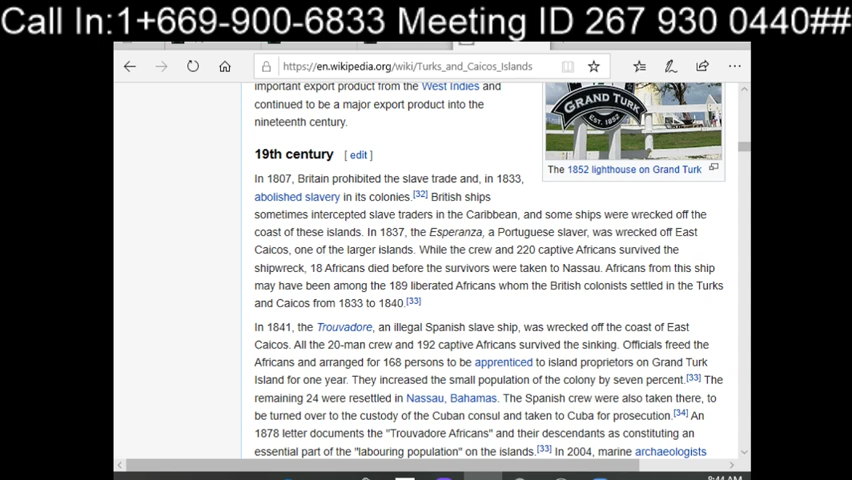 Call In:1+669-900-6833 Meeting ID 267 930 0440##
https://en.wikipedia.org/wiki/Turks_and_Caicos_Islands
important export product from the West Indies and
continued to be a major export product into the
nineteenth century.
GRAND TURK
EST. 1852
The 1852 lighthouse on Grand Turk
19th century [ edit ]
In 1807, Britain prohibited the slave trade and, in 1833,
abolished slavery in its colonies.[32] British ships
sometimes intercepted slave traders in the Caribbean, and some ships were wrecked off the
coast of these islands. In 1837, the Esperanza, a Portuguese slaver, was wrecked off East
Caicos, one of the larger islands. While the crew and 220 captive Africans survived the
shipwreck, 18 Africans died before the survivors were taken to Nassau. Africans from this ship
may have been among the 189 liberated Africans whom the British colonists settled in the Turks
and Caicos from 1833 to 1840.[33]
In 1841, the Trouvadore, an illegal Spanish slave ship, was wrecked off the coast of East
Caicos. All the 20-man crew and 192 captive Africans survived the sinking. Officials freed the
Africans and arranged for 168 persons to be apprenticed to island proprietors on Grand Turk
Island for one year. They increased the small population of the colony by seven percent.[33] The
remaining 24 were resettled in Nassau, Bahamas. The Spanish crew were also taken there, to
be turned over to the custody of the Cuban consul and taken to Cuba for prosecution.[34] An
1878 letter documents the "Trouvadore Africans" and their descendants as constituting an
essential part of the "labouring population" on the islands.[33] In 2004, marine archaeologists
8:44 AM